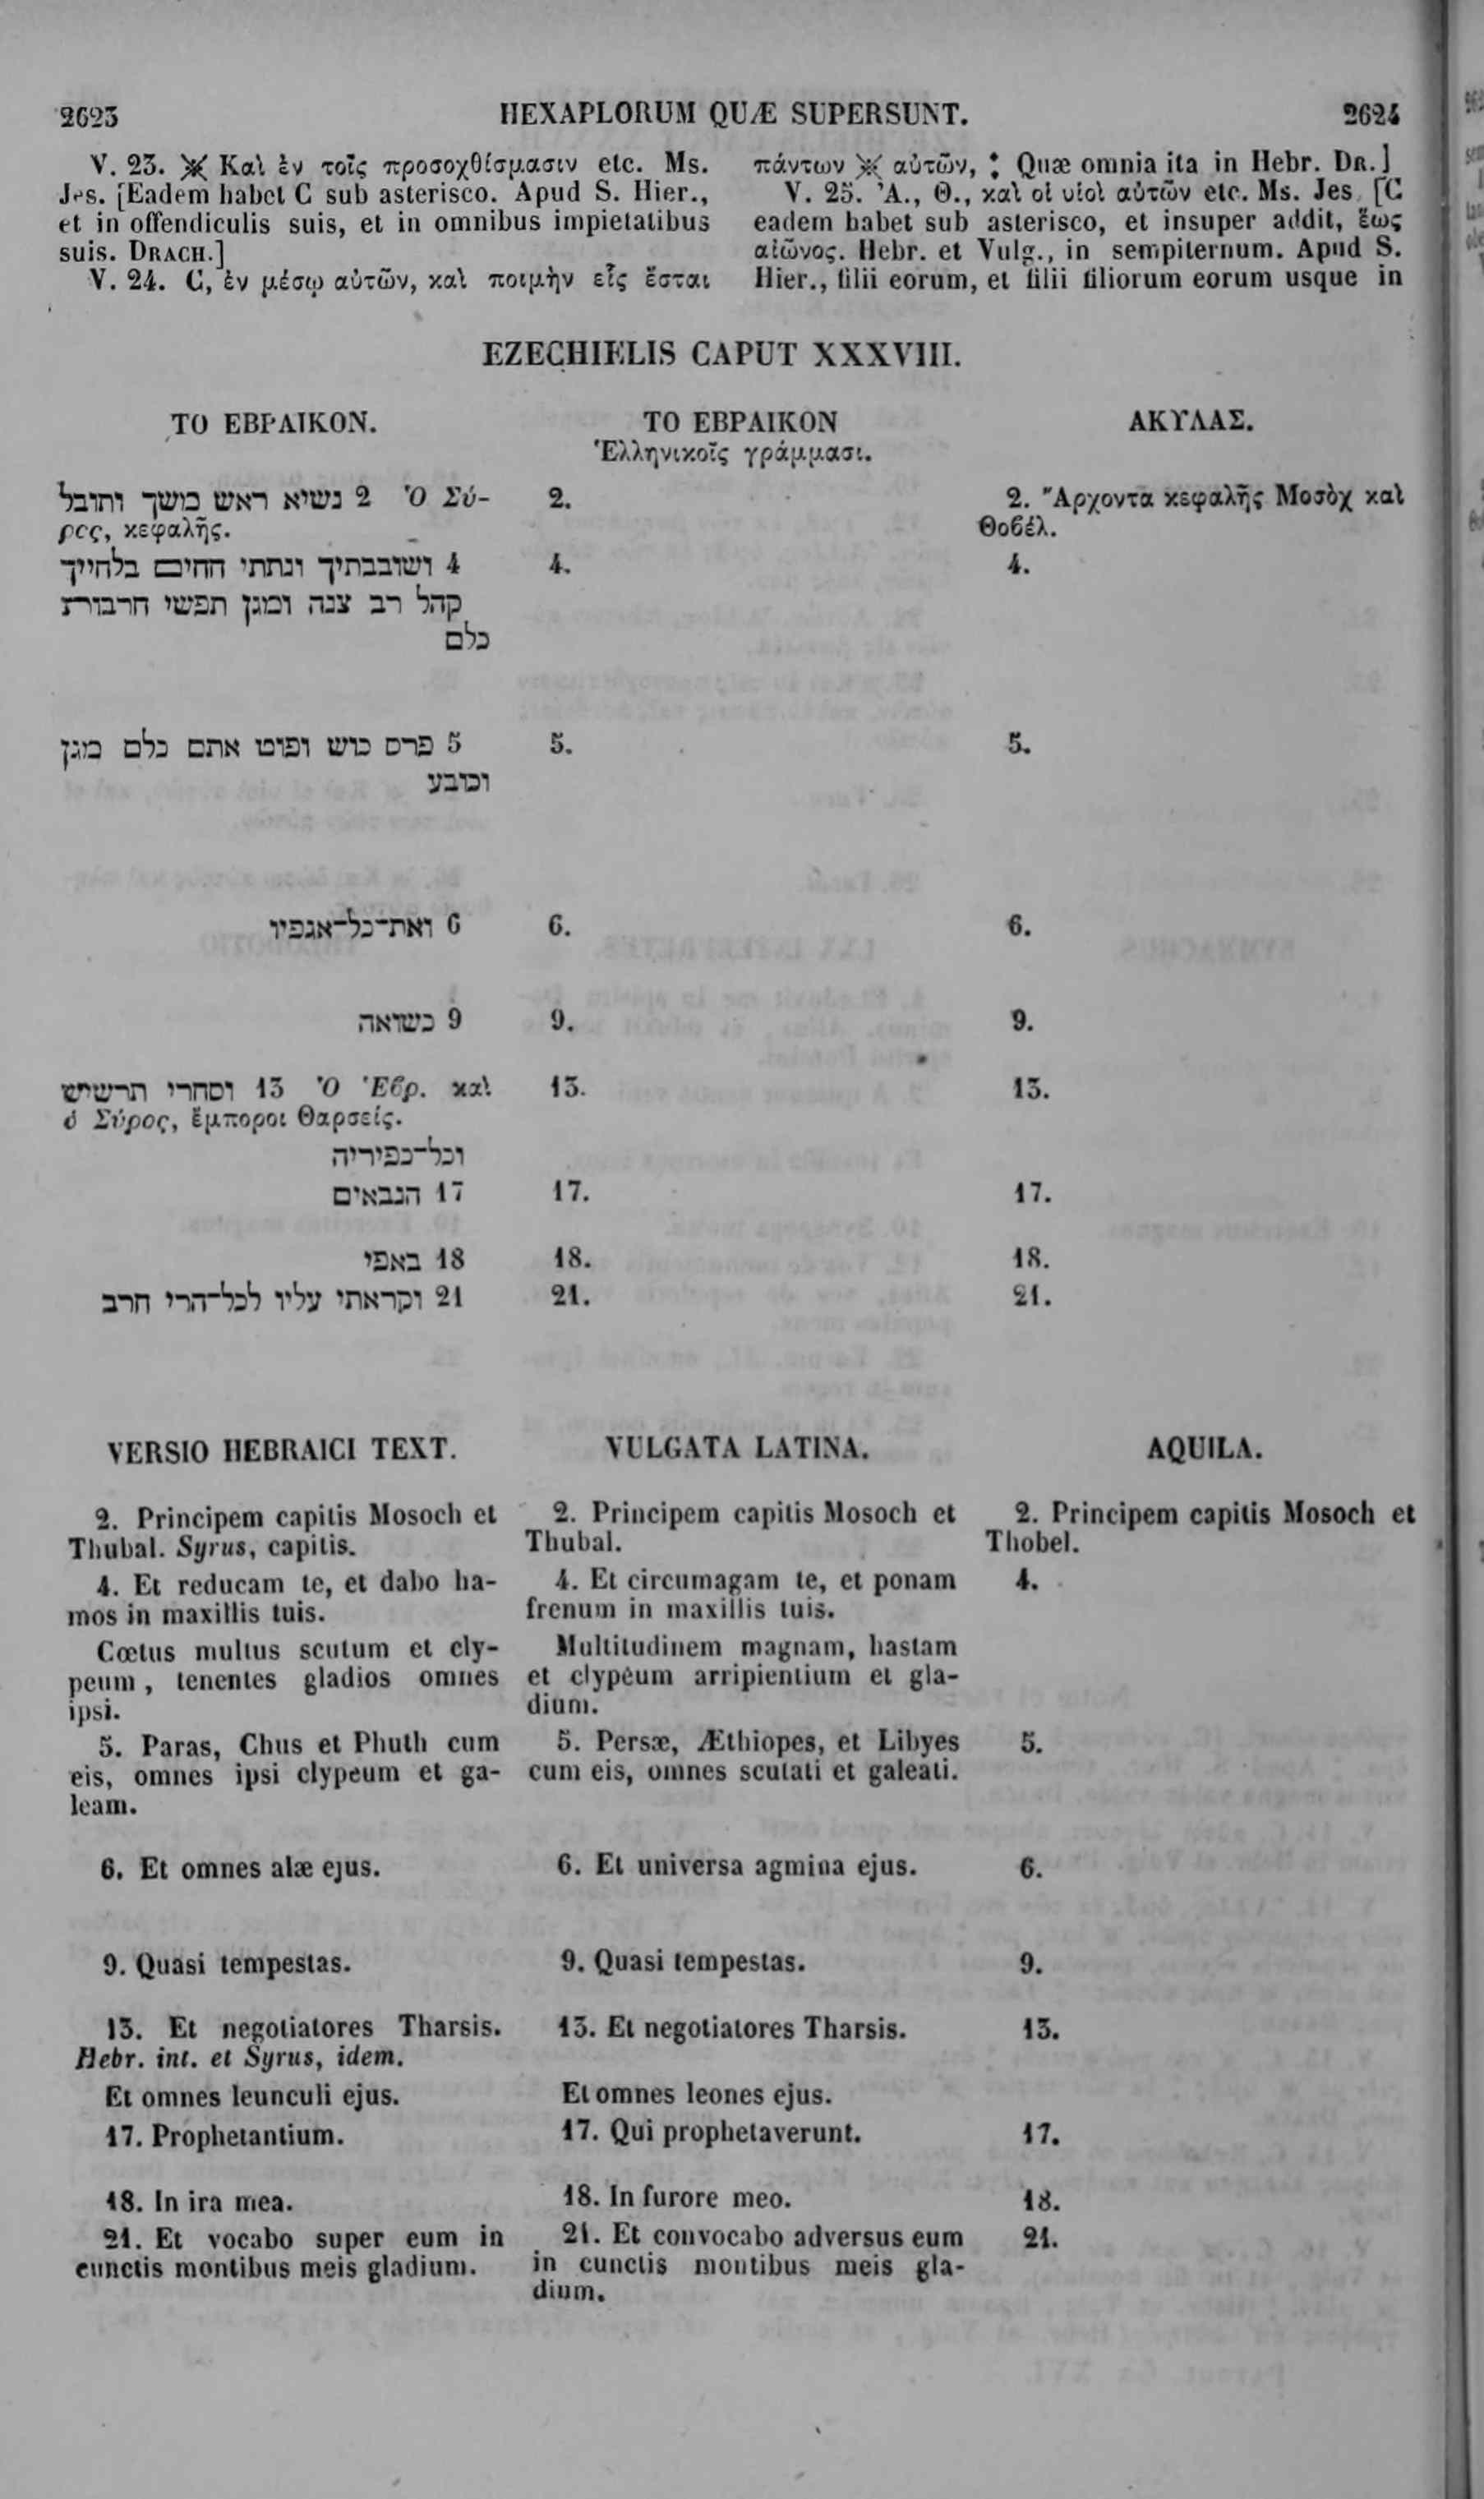 2623 HEXAPLORUM QUÆ SUPERSUNT. 2624
V. 23. ※ Καὶ ἐν τοῖς προσοχθίσμασιν etc. Ms.
Jes. [Eadem habet C sub asterisco. Apud S. Hier.,
et in offendiculis suis, et in omnibus impietatibus
suis. DRACH.]
V. 24. C, ἐν μέσῳ αὐτῶν, καὶ ποιμὴν εἷς ἔσται
πάντων ※ αὐτῶν, : Quæ omnia ita in Hebr. DR.]
V. 25. Ἀ., Θ., καὶ οἱ υἱοὶ αὐτῶν etc. Ms. Jes. [C
eadem habet sub asterisco, et insuper addit, ἕως
αἰῶνος. Hebr. et Vulg., in sempiternum. Apud S.
Hier., filii eorum, et filii filiorum eorum usque in
EZECHIELIS CAPUT XXXVIII.
ΤΟ ΕΒΡΑΙΚΟΝ.
2 נשיא ראש משך ותובל Ὁ Σύ-
ρος, κεφαλῆς.
4 ושובבתיך ונתתי חחים בלחייך
קהל רב צנה ומגן תפשי חרבות
כלם
5 פרס כוש ופוט אתם כלם מגן
וכובע
6 ואת־כל־אגפיו
9 כשואה
13 וסחרי תרשיש Ὁ Ἑβρ. καὶ
ὁ Σύρος, ἔμποροι Θαρσείς.
וכל־כפיריה
17 הנבאים
18 באפי
21 וקראתי עליו לכל־הרי חרב
ΤΟ ΕΒΡΑΙΚΟΝ
Ἑλληνικοῖς γράμμασι.
2.
4.
5.
6.
9.
13.
17.
18.
21.
ΑΚΥΛΑΣ.
2. Ἄρχοντα κεφαλῆς Μοσὸχ καὶ
Θοβέλ.
4.
5.
6.
9.
13.
17.
18.
21.
VERSIO HEBRAICI TEXT.
2. Principem capitis Mosoch et
Thubal. Syrus, capitis.
4. Et reducam te, et dabo ha-
mos in maxillis tuis.
Cœtus multus scutum et cly-
peum, tenentes gladios omnes
ipsi.
5. Paras, Chus et Phuth cum
eis, omnes ipsi clypeum et ga-
leam.
6. Et omnes alæ ejus.
9. Quasi tempestas.
13. Et negotiatores Tharsis.
Hebr. int. et Syrus, idem.
Et omnes leunculi ejus.
17. Prophetantium.
18. In ira mea.
21. Et vocabo super eum in
cunctis montibus meis gladium.
VULGATA LATINA.
2. Principem capitis Mosoch et
Thubal.
4. Et circumagam te, et ponam
frenum in maxillis tuis.
Multitudinem magnam, hastam
et clypeum arripientium et gla-
dium.
5. Persæ, Æthiopes, et Libyes
cum eis, omnes scutati et galeati.
6. Et universa agmina ejus.
9. Quasi tempestas.
13. Et negotiatores Tharsis.
Et omnes leones ejus.
17. Qui prophetaverunt.
18. In furore meo.
21. Et convocabo adversus eum
in cunctis montibus meis gla-
dium.
AQUILA.
2. Principem capitis Mosoch et
Thobel.
4.
5.
6.
9.
13.
17.
18.
21.